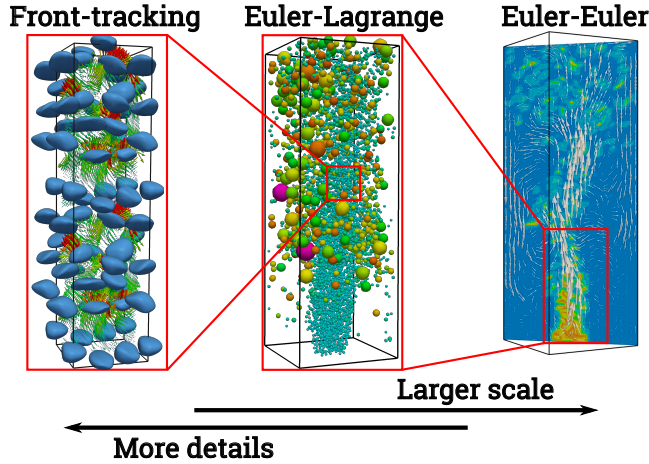 Front-tracking
Euler-Lagrange
Euler-Euler
Larger scale
More details